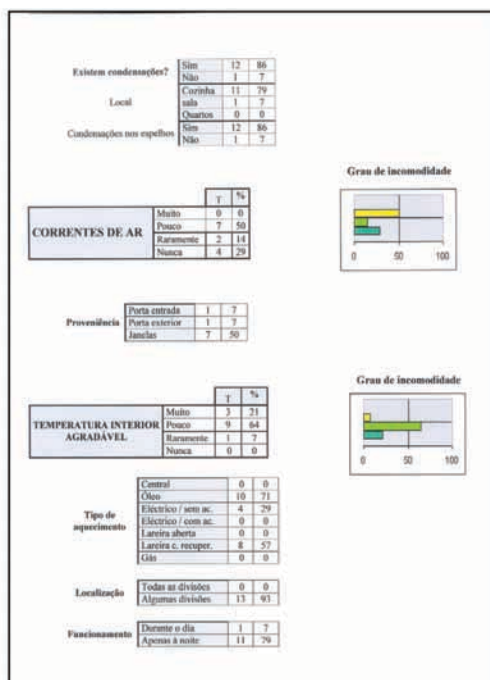 Existem condensações? Sim 12 86
Não 1 7
Local Cozinha 11 79
sala 1 7
Quartos 0 0
Condensações nos espelhos Sim 12 86
Não 1 7
Grau de incomodidade
0 50 100
T %
CORRENTES DE AR Muito 0 0
Pouco 7 50
Raramente 2 14
Nunca 4 29
Proveniência Porta entrada 1 7
Porta exterior 1 7
Janelas 7 50
Grau de incomodidade
0 50 100
T %
TEMPERATURA INTERIOR AGRADÁVEL Muito 3 21
Pouco 9 64
Raramente 1 7
Nunca 0 0
Tipo de aquecimento Central 0 0
Óleo 10 71
Eléctrico / sem ac. 4 29
Eléctrico / com ac. 0 0
Lareira aberta 0 0
Lareira c. recuper. 8 57
Gás 0 0
Localização Todas as divisões 0 0
Algumas divisões 13 93
Funcionamento Durante o dia 1 7
Apenas à noite 11 79